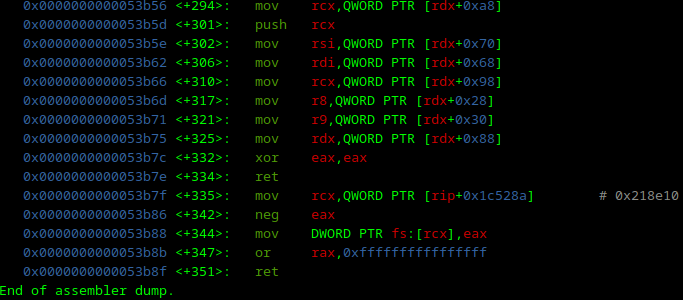 0x0000000000053b56 <+294>: mov rcx,QWORD PTR [rdx+0xa8]
0x0000000000053b5d <+301>: push rcx
0x0000000000053b5e <+302>: mov rsi,QWORD PTR [rdx+0x70]
0x0000000000053b62 <+306>: mov rdi,QWORD PTR [rdx+0x68]
0x0000000000053b66 <+310>: mov rcx,QWORD PTR [rdx+0x98]
0x0000000000053b6d <+317>: mov r8,QWORD PTR [rdx+0x28]
0x0000000000053b71 <+321>: mov r9,QWORD PTR [rdx+0x30]
0x0000000000053b75 <+325>: mov rdx,QWORD PTR [rdx+0x88]
0x0000000000053b7c <+332>: xor eax,eax
0x0000000000053b7e <+334>: ret
0x0000000000053b7f <+335>: mov rcx,QWORD PTR [rip+0x1c528a] # 0x218e10
0x0000000000053b86 <+342>: neg eax
0x0000000000053b88 <+344>: mov DWORD PTR fs:[rcx],eax
0x0000000000053b8b <+347>: or rax,0xffffffffffffffff
0x0000000000053b8f <+351>: ret
End of assembler dump.